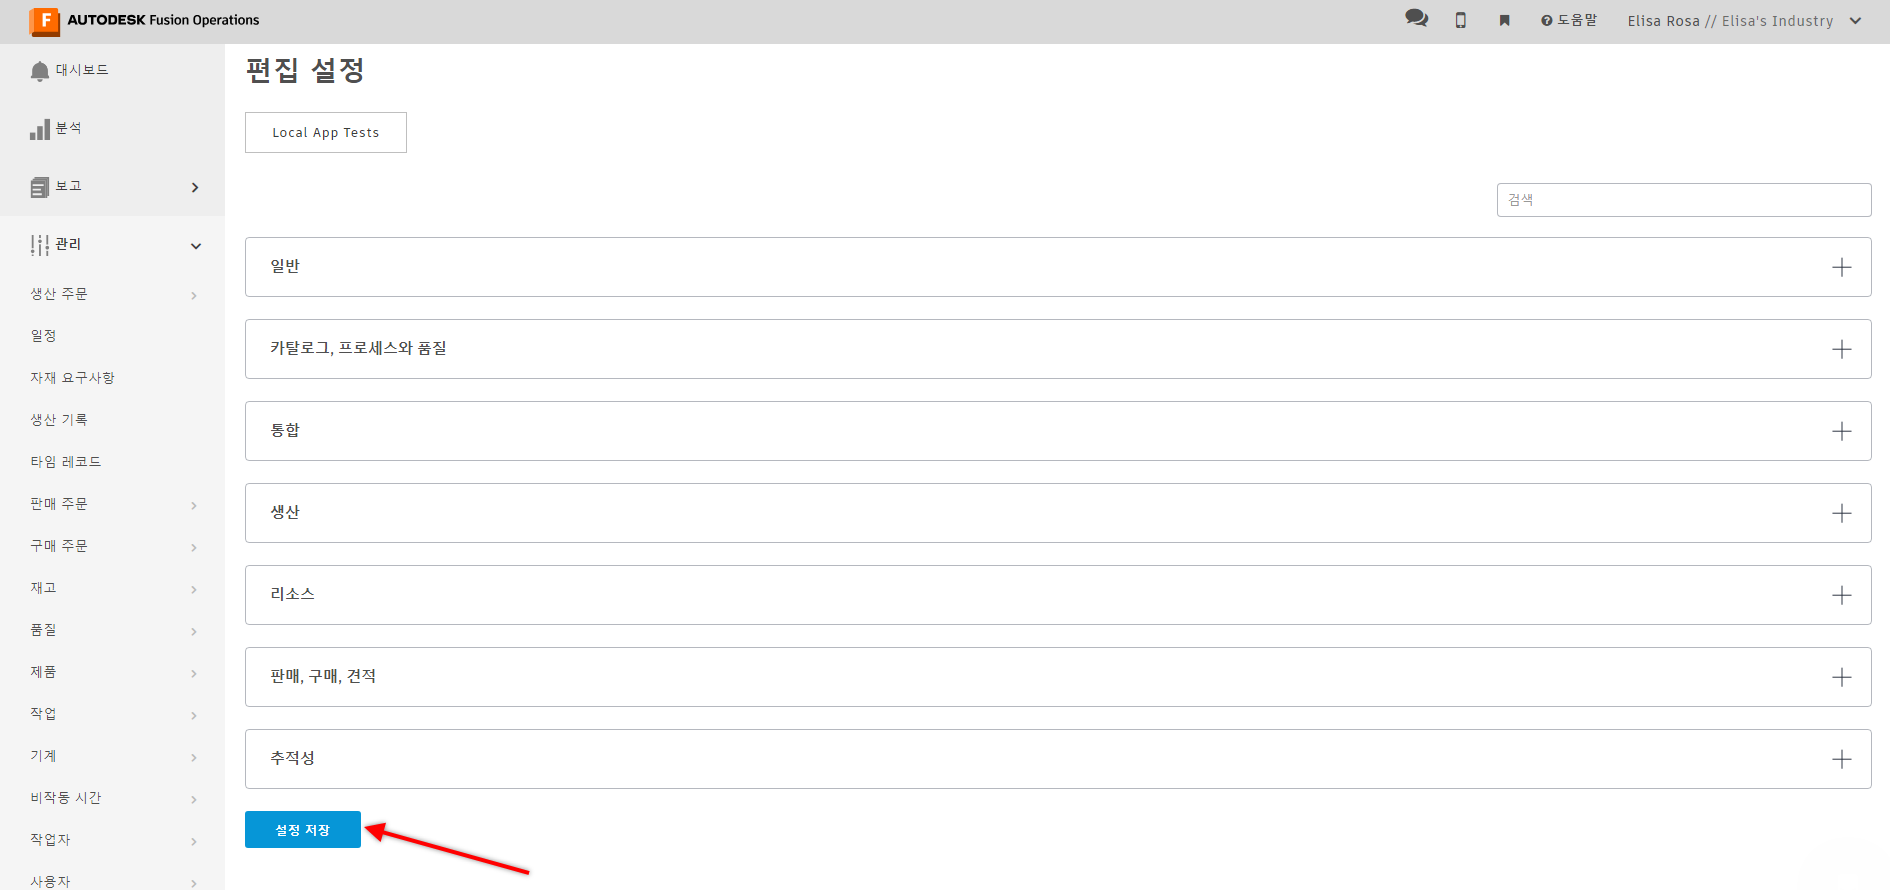 F AUTODESK Fusion Operations
도움말
Elisa Rosa // Elisa's Industry
대시보드
분석
보고
관리
생산 주문
일정
자재 요구사항
생산 기록
타임 레코드
판매 주문
구매 주문
재고
품질
제품
작업
기계
비작동 시간
작업자
사용자
편집 설정
Local App Tests
검색
일반
카탈로그, 프로세스와 품질
통합
생산
리소스
판매, 구매, 견적
추적성
설정 저장